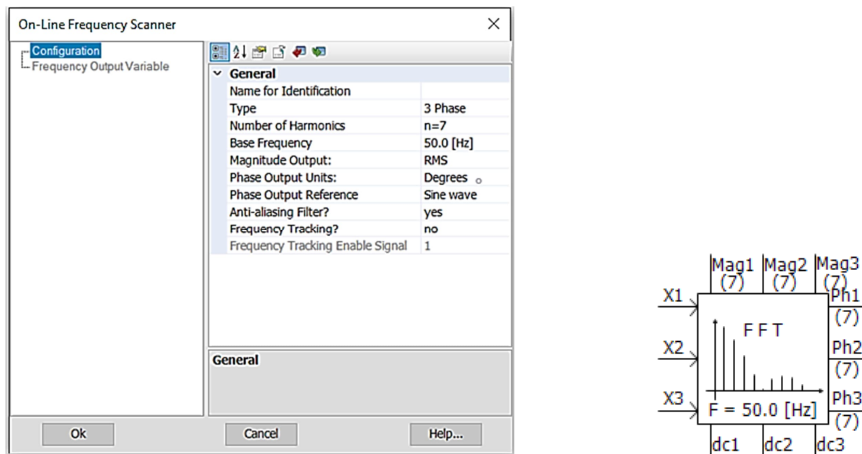 On-Line Frequency Scanner
Configuration
Frequency Output Variable
General
Name for Identification
Type 3 Phase
Number of Harmonics n=7
Base Frequency 50.0 [Hz]
Magnitude Output: RMS
Phase Output Units: Degrees
Phase Output Reference Sine wave
Anti-aliasing Filter? yes
Frequency Tracking? no
Frequency Tracking Enable Signal 1
General
Ok Cancel Help...
Mag1 Mag2 Mag3
(7) (7) (7)
X1 Ph1
(7)
F F T
X2 Ph2
(7)
X3 Ph3
F = 50.0 [Hz] (7)
dc1 dc2 dc3